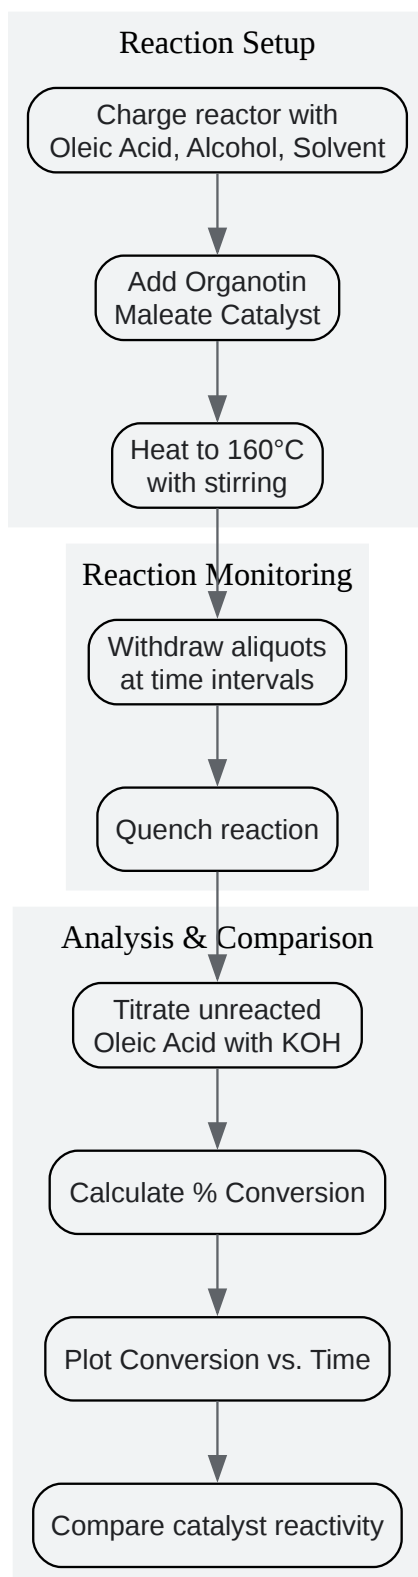 Reaction Setup
Charge reactor with
Oleic Acid, Alcohol, Solvent
Add Organotin
Maleate Catalyst
Heat to 160°C
with stirring
Reaction Monitoring
Withdraw aliquots
at time intervals
Quench reaction
Analysis & Comparison
Titrate unreacted
Oleic Acid with KOH
Calculate % Conversion
Plot Conversion vs. Time
Compare catalyst reactivity